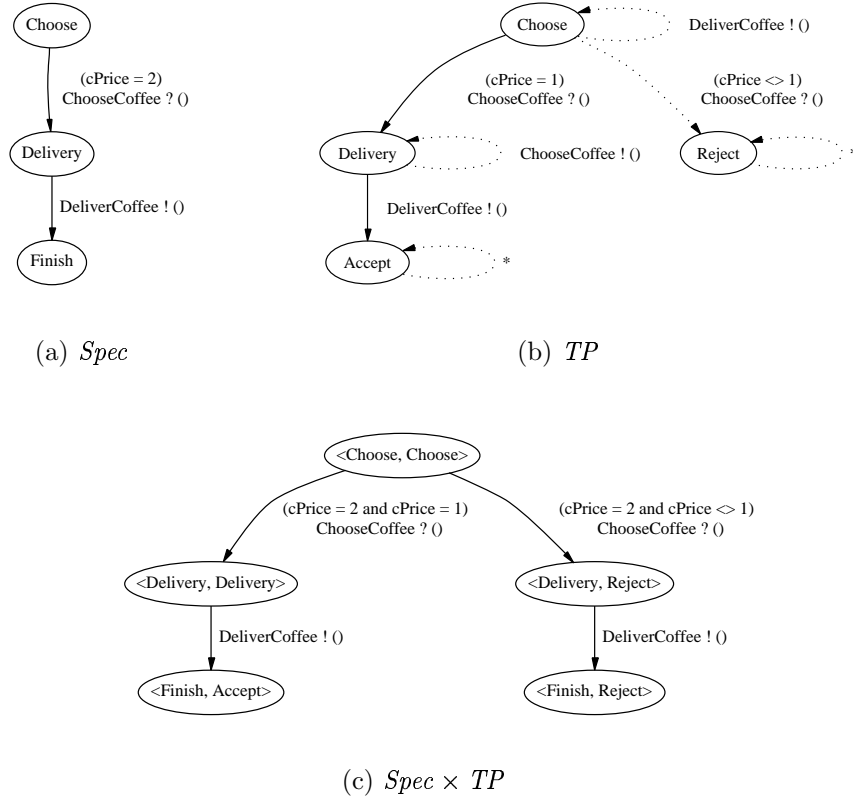 Choose
(cPrice = 2)
ChooseCoffee ? ()
Delivery
DeliverCoffee ! ()
Finish
(a) Spec
Choose
DeliverCoffee ! ()
(cPrice = 1)
ChooseCoffee ? ()
(cPrice <> 1)
ChooseCoffee ? ()
Delivery
ChooseCoffee ! ()
Reject
*
DeliverCoffee ! ()
Accept
*
(b) TP
<Choose, Choose>
(cPrice = 2 and cPrice = 1)
ChooseCoffee ? ()
(cPrice = 2 and cPrice <> 1)
ChooseCoffee ? ()
<Delivery, Delivery>
<Delivery, Reject>
DeliverCoffee ! ()
DeliverCoffee ! ()
<Finish, Accept>
<Finish, Reject>
(c) Spec × TP